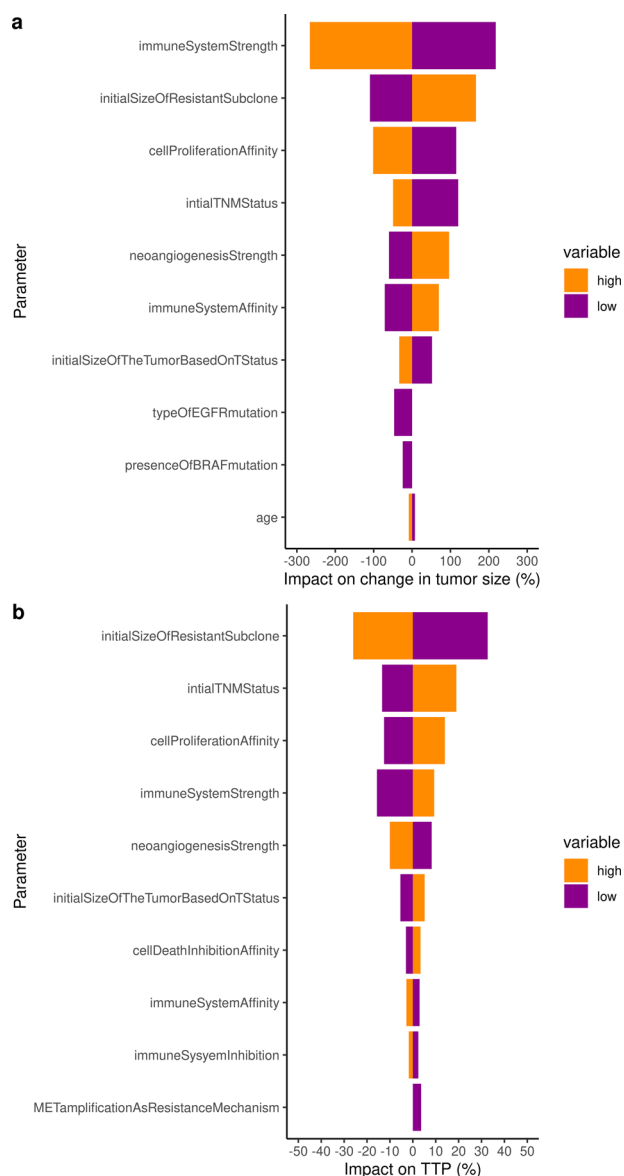 a
immuneSystemStrength
initialSizeOfResistantSubclone
cellProliferationAffinity
intialTNMStatus
neoangiogenesisStrength
immuneSystemAffinity
initialSizeOfTheTumorBasedOnTStatus
typeOfEGFRmutation
presenceOfBRAFmutation
age
Parameter
-300 -200 -100 0 100 200 300
Impact on change in tumor size (%)
variable
high
low
b
initialSizeOfResistantSubclone
intialTNMStatus
cellProliferationAffinity
immuneSystemStrength
neoangiogenesisStrength
initialSizeOfTheTumorBasedOnTStatus
cellDeathInhibitionAffinity
immuneSystemAffinity
immuneSysyemInhibition
METamplificationAsResistanceMechanism
Parameter
-50 -40 -30 -20 -10 0 10 20 30 40 50
Impact on TTP (%)
variable
high
low